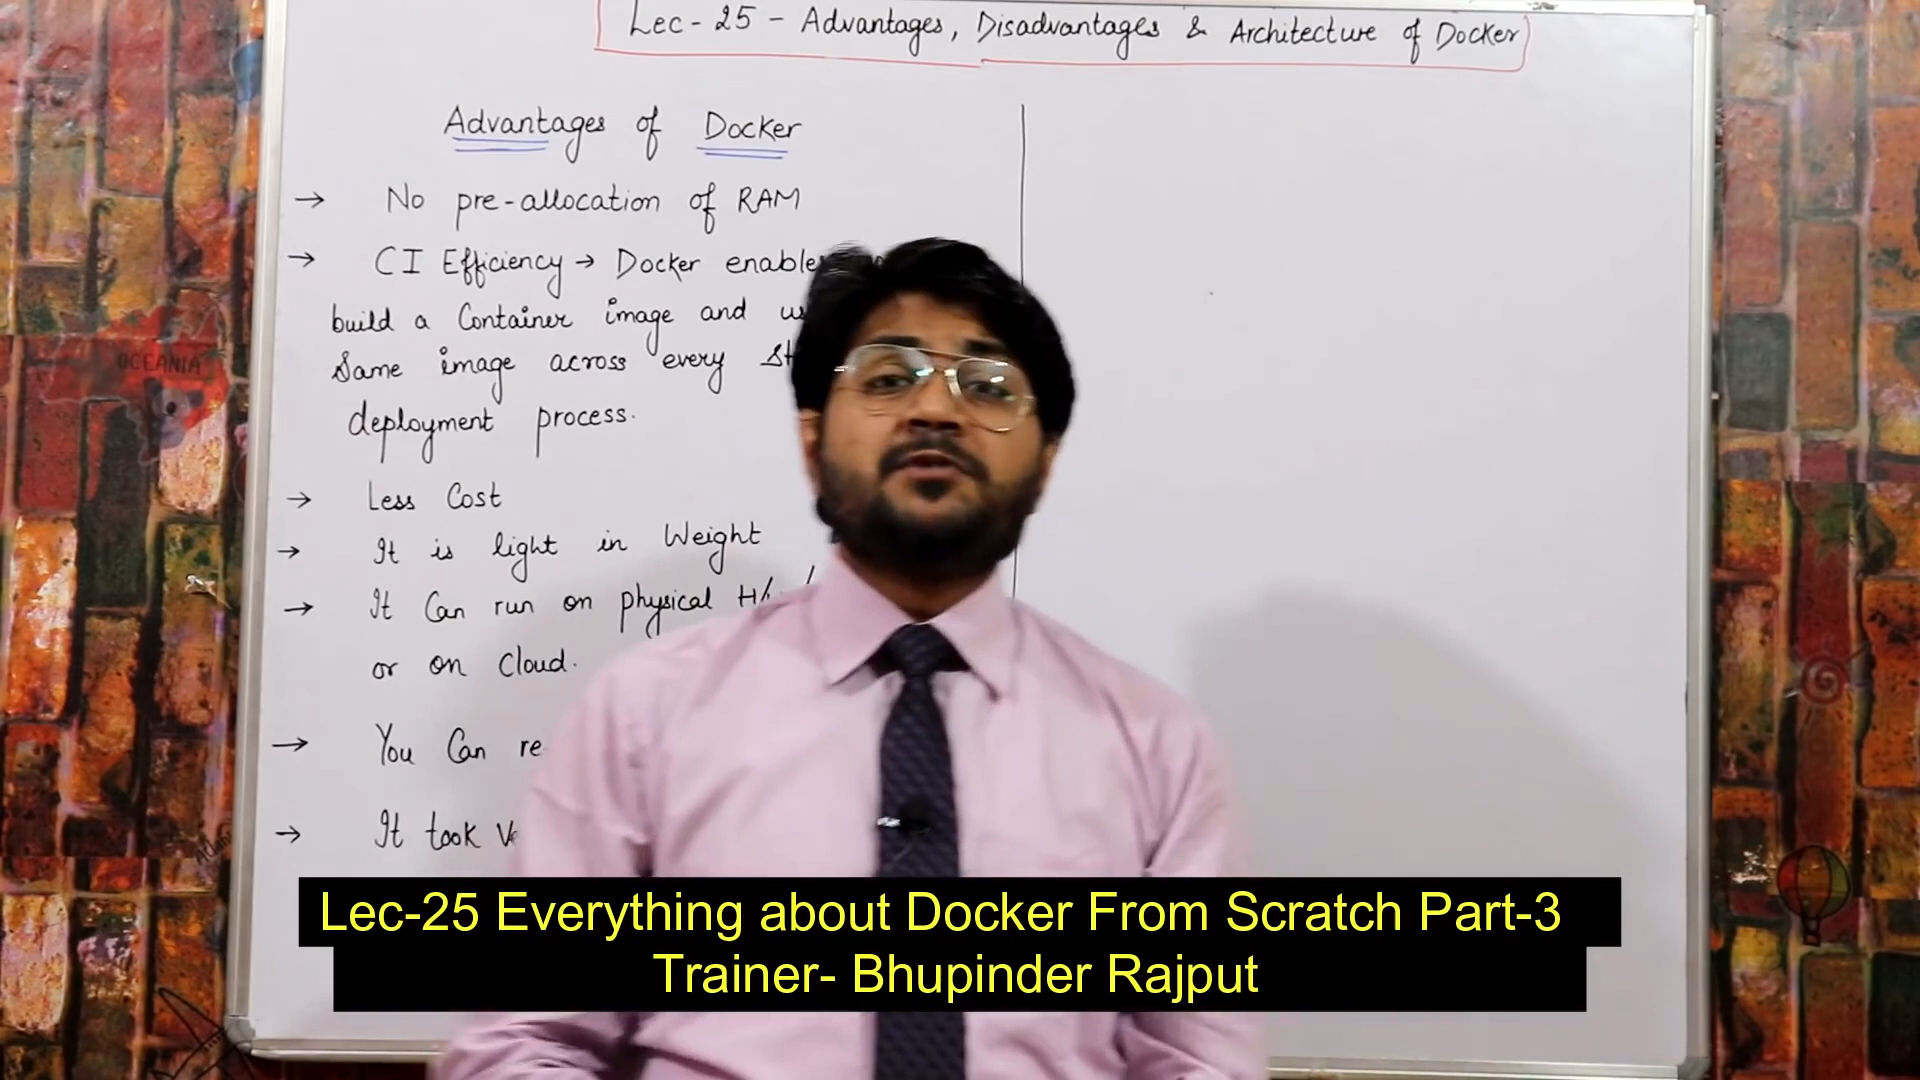 Lec - 25 - Advantages, Disadvantages & Architecture of Docker
Advantages of Docker
→ No pre-allocation of RAM
→ CI Efficiency → Docker enable
build a Container image and us
Same image across every st
deployment process.
→ Less Cost
→ It is light in Weight
→ It Can run on physical H/
or on Cloud.
→ You Can re
→ It took ve
OCEANIA
Lec-25 Everything about Docker From Scratch Part-3
Trainer- Bhupinder Rajput